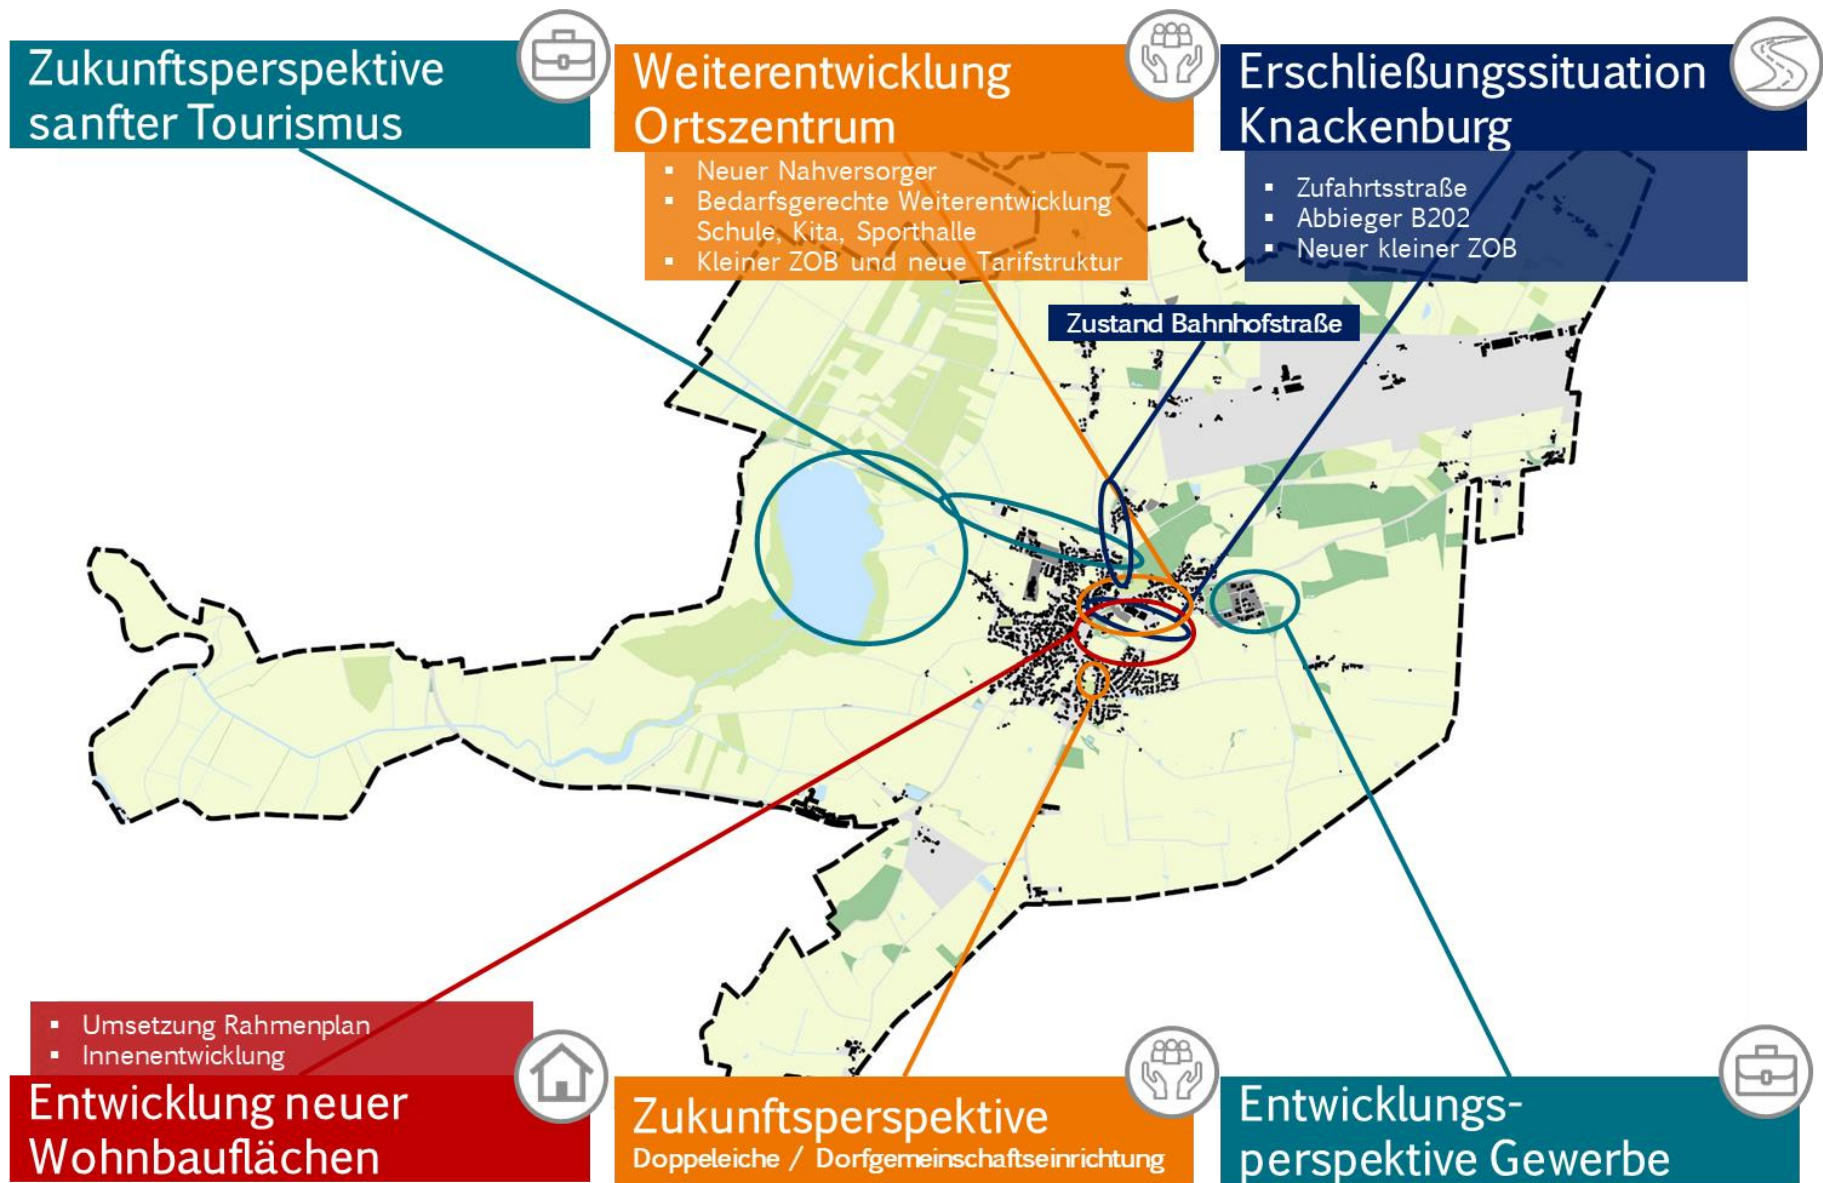 Zukunftsperspektive
sanfter Tourismus
Weiterentwicklung
Ortszentrum
▪ Neuer Nahversorger
▪ Bedarfsgerechte Weiterentwicklung
Schule, Kita, Sporthalle
▪ Kleiner ZOB und neue Tarifstruktur
Erschließungssituation
Knackenburg
▪ Zufahrtsstraße
▪ Abbieger B202
▪ Neuer kleiner ZOB
Zustand Bahnhofstraße
▪ Umsetzung Rahmenplan
▪ Innenentwicklung
Entwicklung neuer
Wohnbauflächen
Zukunftsperspektive
Doppeleiche / Dorfgemeinschaftseinrichtung
Entwicklungs-
perspektive Gewerbe